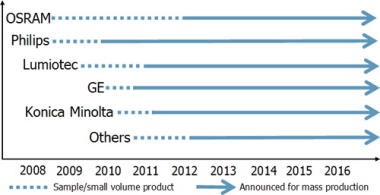 OSRAM
Philips
Lumiotec
GE
Konica Minolta
Others
2008 2009 2010 2011 2012 2013 2014 2015 2016
Sample/small volume product Announced for mass production